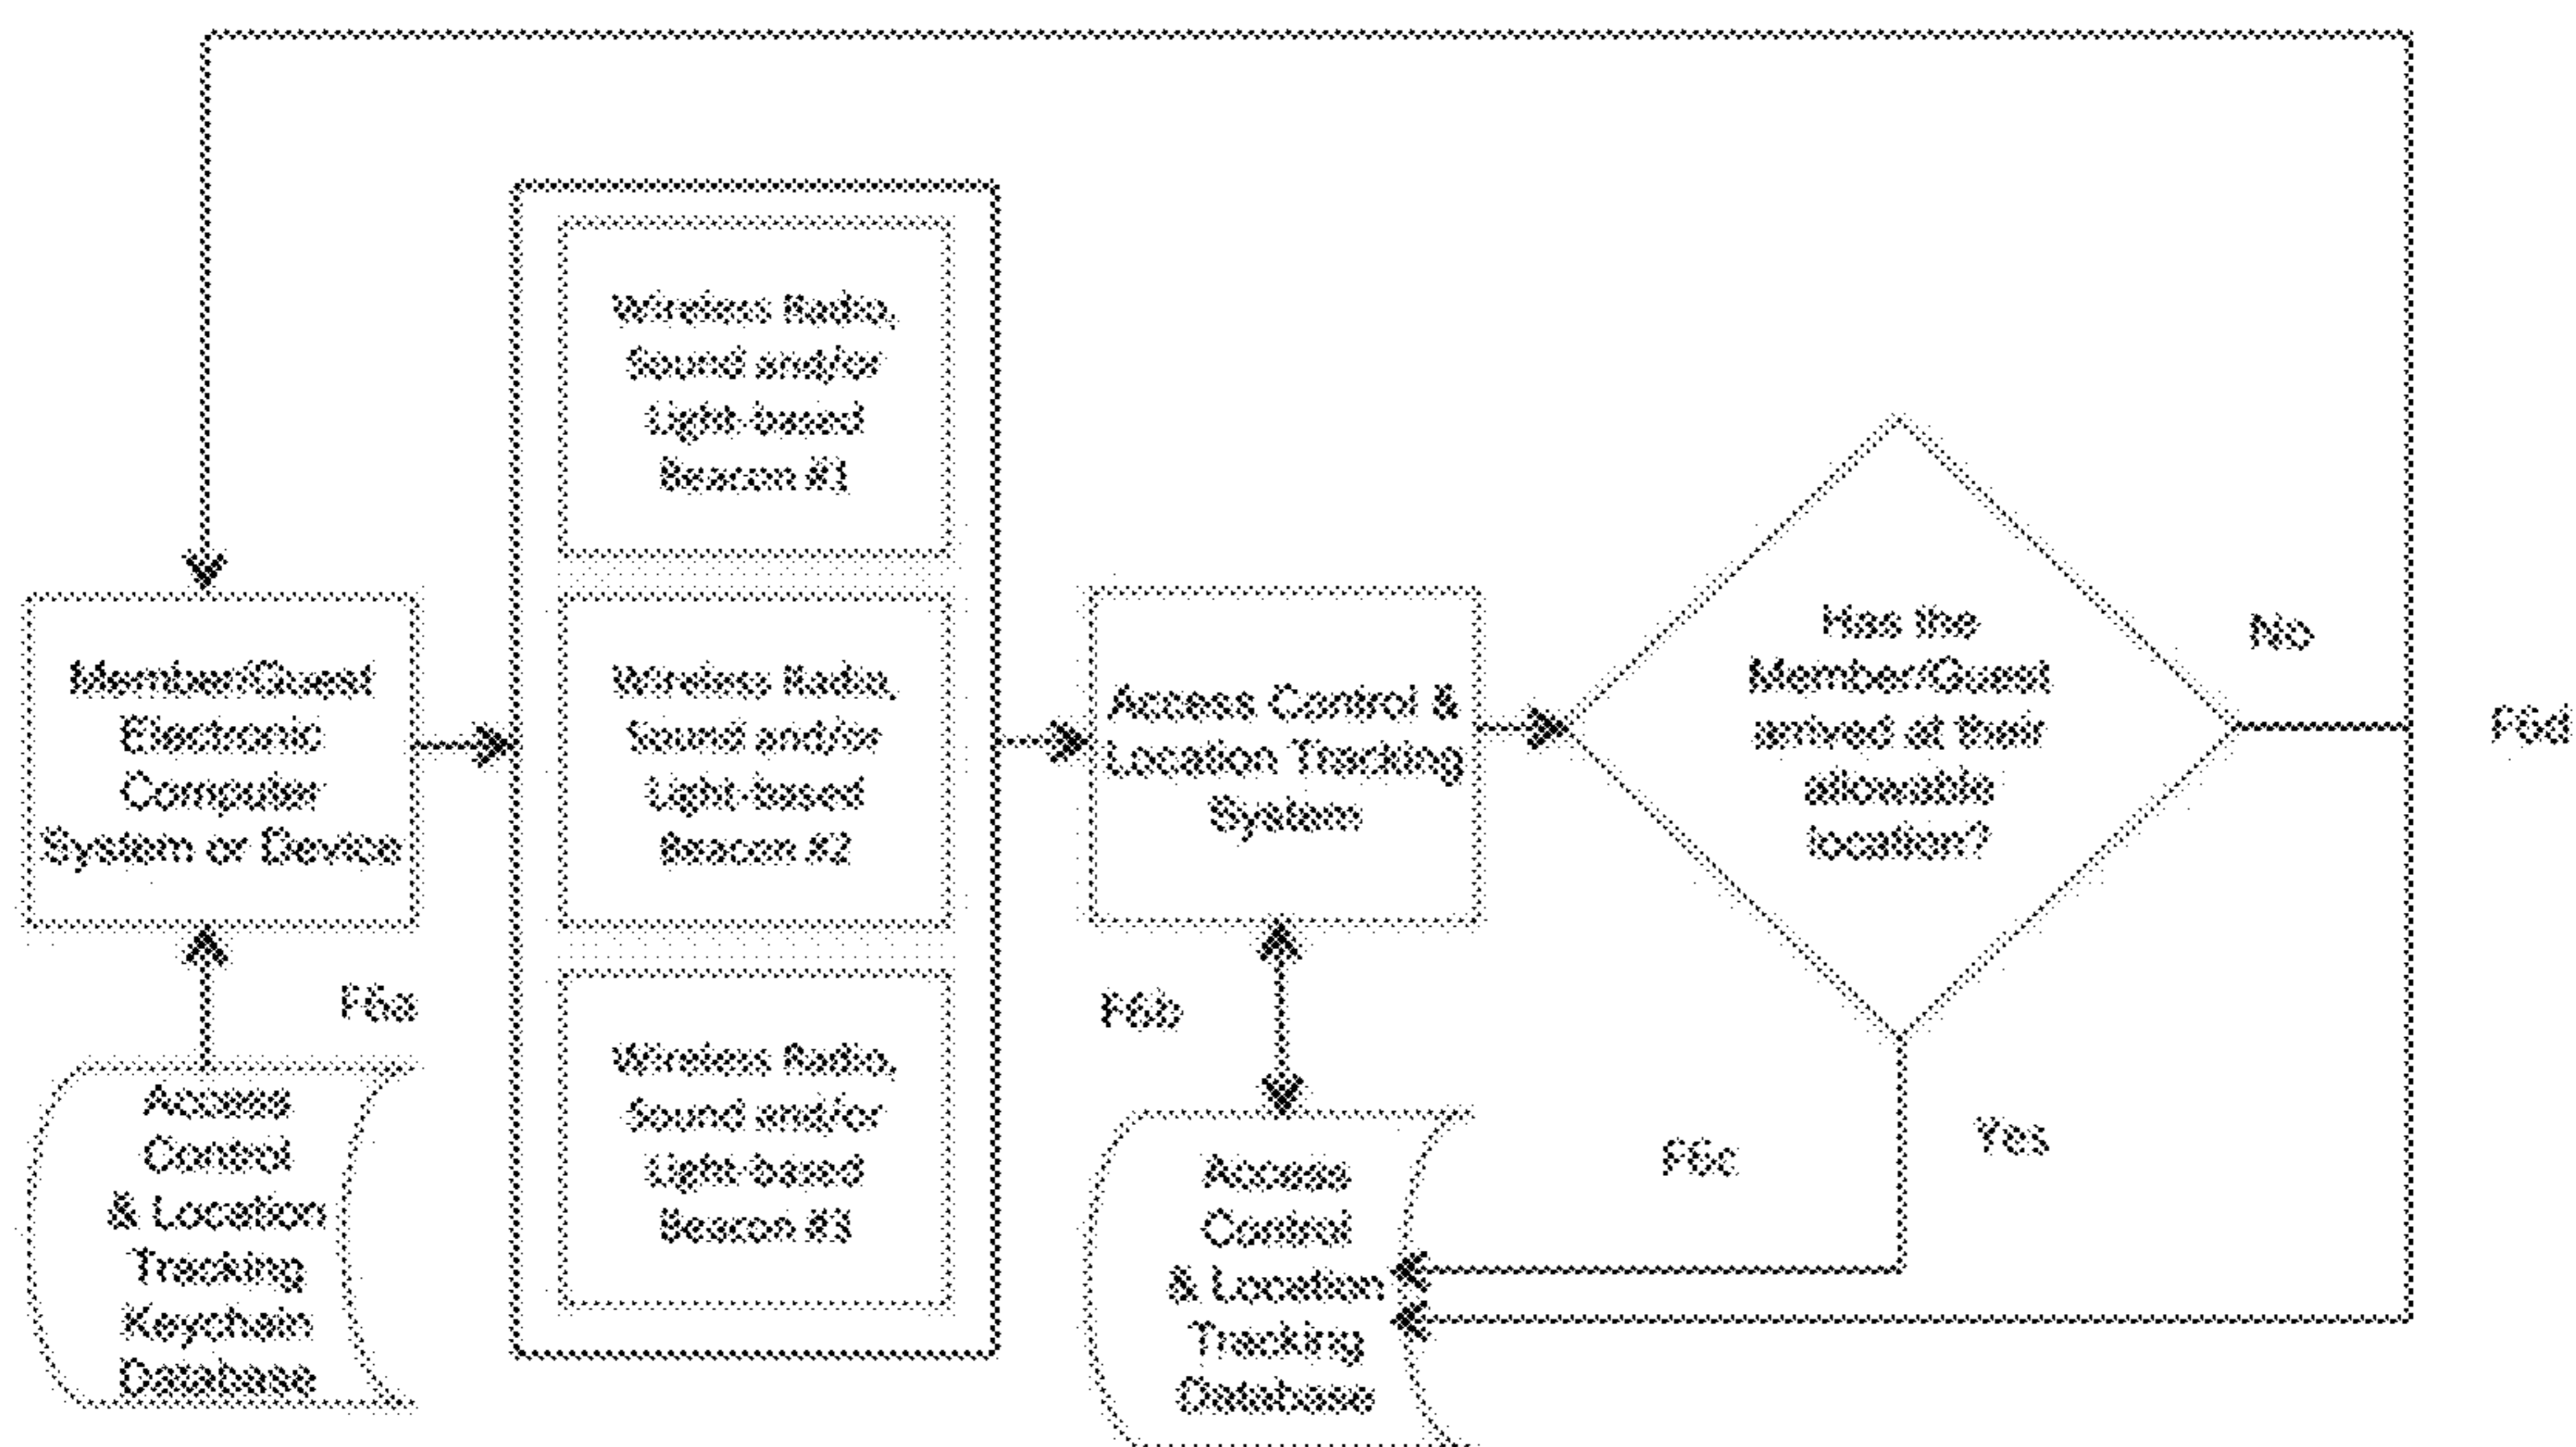 Wireless Radio,
Sound and/or
Light-based
Beacon #1
Member/Guest
Electronic
Computer
System or Device
Wireless Radio,
Sound and/or
Light-based
Beacon #2
Access Control &
Location Tracking
System
Has the
Member/Guest
arrived at their
allowable
location?
NO
F6d
F6a
Access
Control
& Location
Tracking
Keychain
Database
Wireless Radio,
Sound and/or
Light-based
Beacon #3
F6b
Access
Control
& Location
Tracking
Database
F6c
Yes